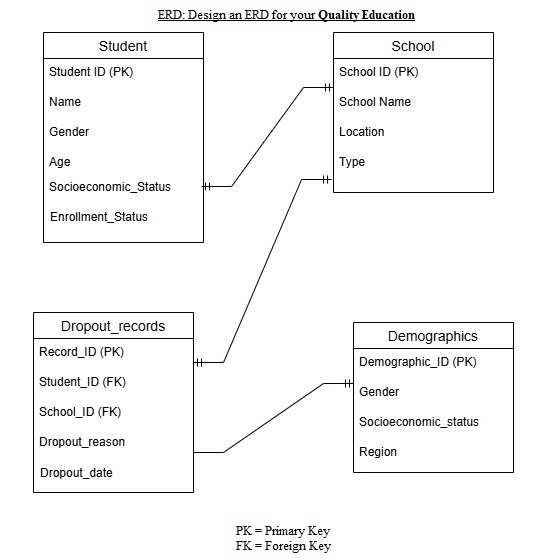 ERD: Design an ERD for your Quality Education
Student
Student ID (PK)
Name
Gender
Age
Socioeconomic_Status
Enrollment_Status
School
School ID (PK)
School Name
Location
Type
Dropout_records
Record_ID (PK)
Student_ID (FK)
School_ID (FK)
Dropout_reason
Dropout_date
Demographics
Demographic_ID (PK)
Gender
Socioeconomic_status
Region
PK = Primary Key
FK = Foreign Key